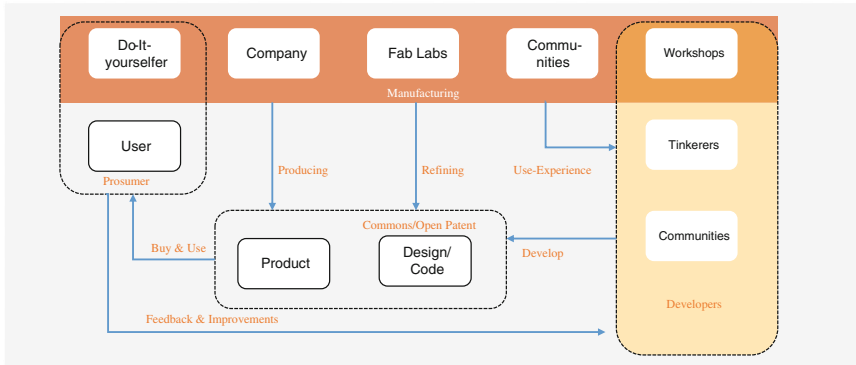 Do-It-
yourselfer
Company
Fab Labs
Commu-
nities
Workshops
Manufacturing
User
Tinkerers
Prosumer
Producing
Refining
Use-Experience
Commons/Open Patent
Buy & Use
Product
Design/
Code
Develop
Communities
Developers
Feedback & Improvements